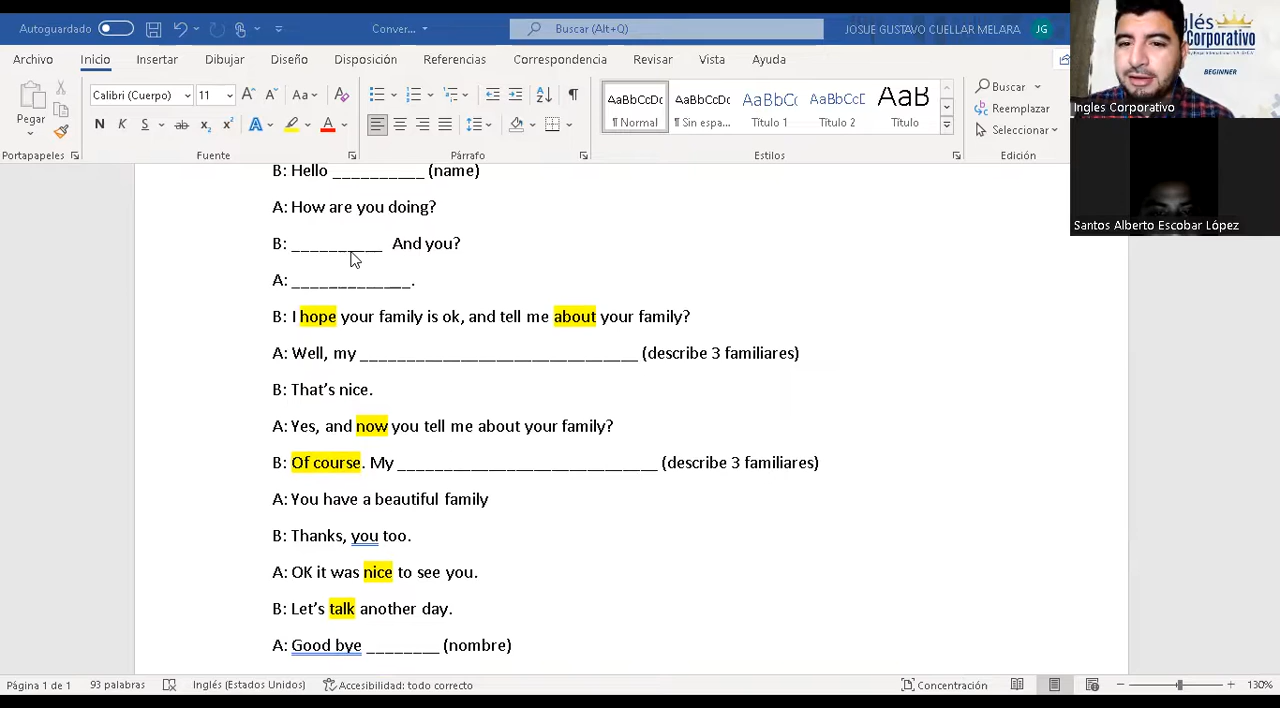 Autoguardado
Conver...
Buscar (Alt+Q)
JOSUE GUSTAVO CUELLAR MELARA
JG
Archivo Inicio Insertar Dibujar Diseño Disposición Referencias Correspondencia Revisar Vista Ayuda
Pegar
Calibri (Cuerpo) 11
N K S ab x₂ x²
AaBbCcDc AaBbCcDc AaBbC AaBbCcD AaB
¶ Normal ¶ Sin espa... Título 1 Título 2 Título
Buscar
Reemplazar
Seleccionar
Portapapeles Fuente Párrafo Estilos Edición
Inglés
Corporativo
BEGINNER
Ingles Corporativo
Santos Alberto Escobar López
B: Hello __________ (name)
A: How are you doing?
B: __________ And you?
A: _____________.
B: I hope your family is ok, and tell me about your family?
A: Well, my ______________________________ (describe 3 familiares)
B: That's nice.
A: Yes, and now you tell me about your family?
B: Of course. My ____________________________ (describe 3 familiares)
A: You have a beautiful family
B: Thanks, you too.
A: OK it was nice to see you.
B: Let's talk another day.
A: Good bye ________ (nombre)
Página 1 de 1 93 palabras Inglés (Estados Unidos) Accesibilidad: todo correcto Concentración 130%